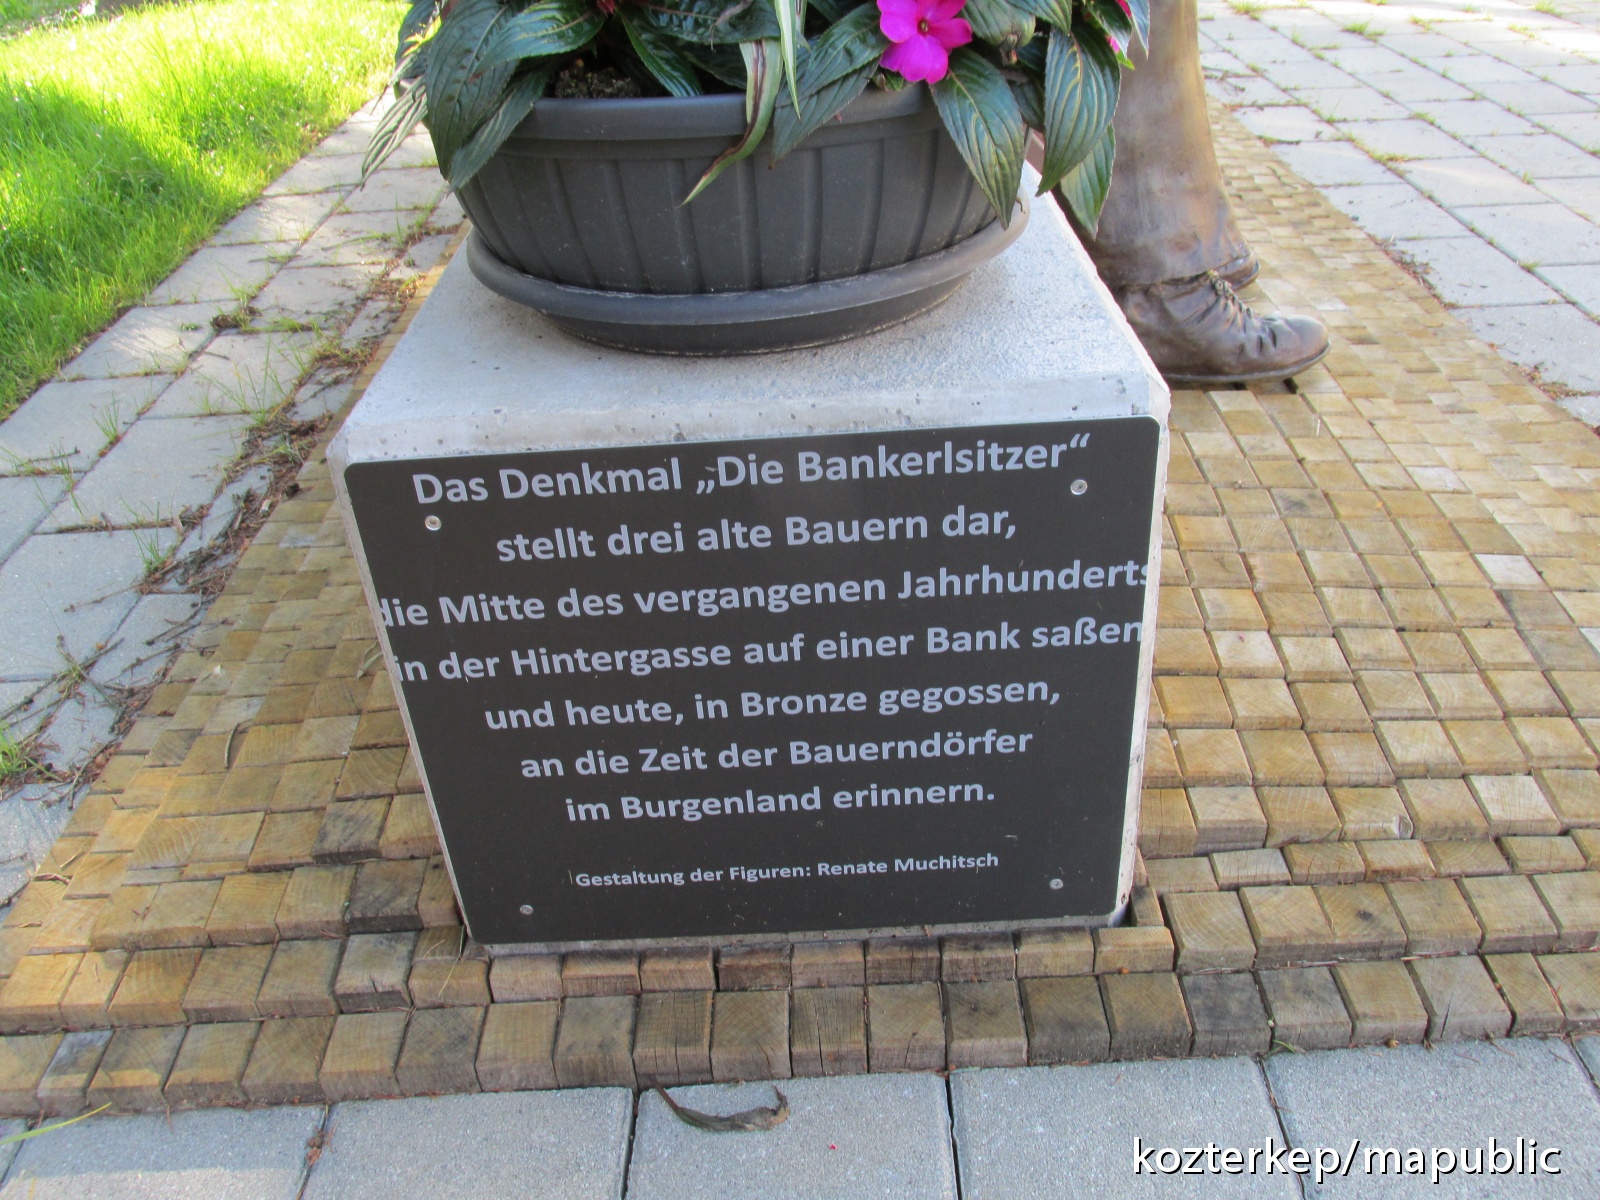 Das Denkmal „Die Bankerlsitzer“
stellt drei alte Bauern dar,
die Mitte des vergangenen Jahrhunderts
in der Hintergasse auf einer Bank saßen
und heute, in Bronze gegossen,
an die Zeit der Bauerndörfer
im Burgenland erinnern.
Gestaltung der Figuren: Renate Muchitsch
kozterkep/mapublic